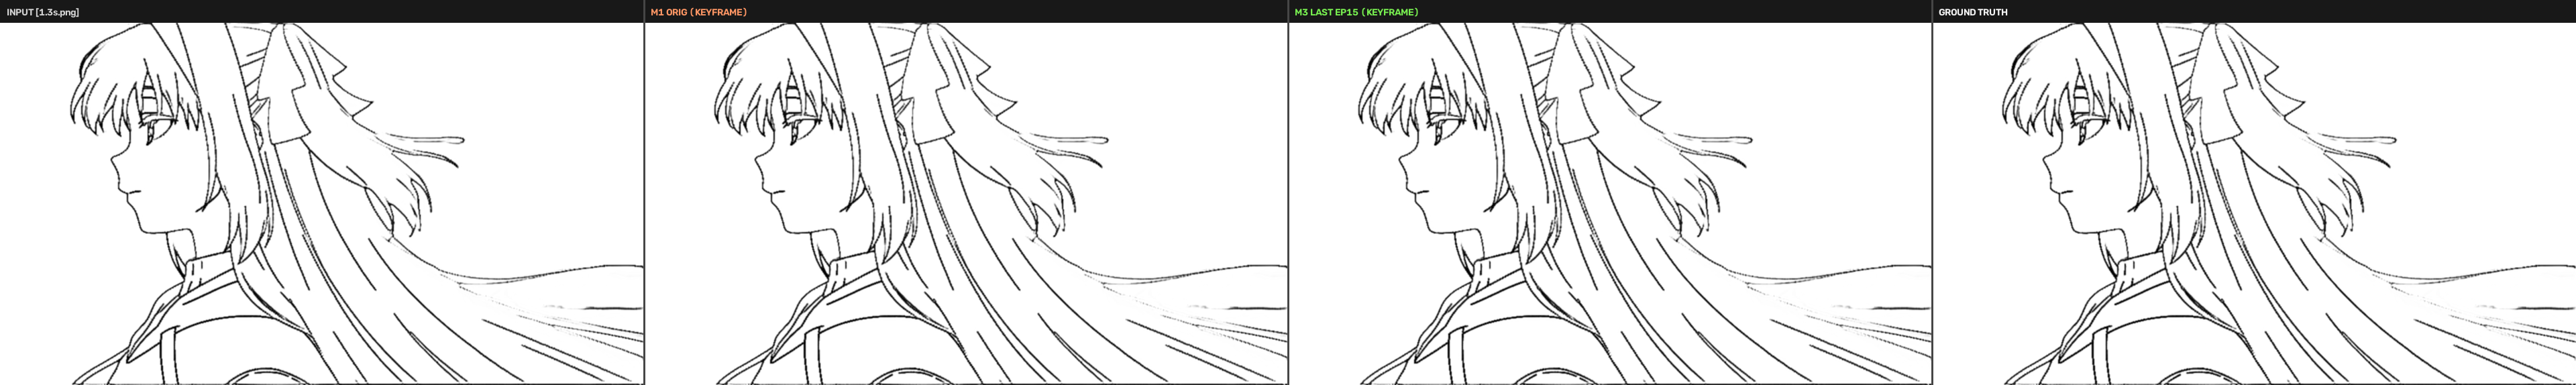 INPUT [1.3s.png]
M1 ORIG (KEYFRAME)
M3 LAST EP15 (KEYFRAME)
GROUND TRUTH